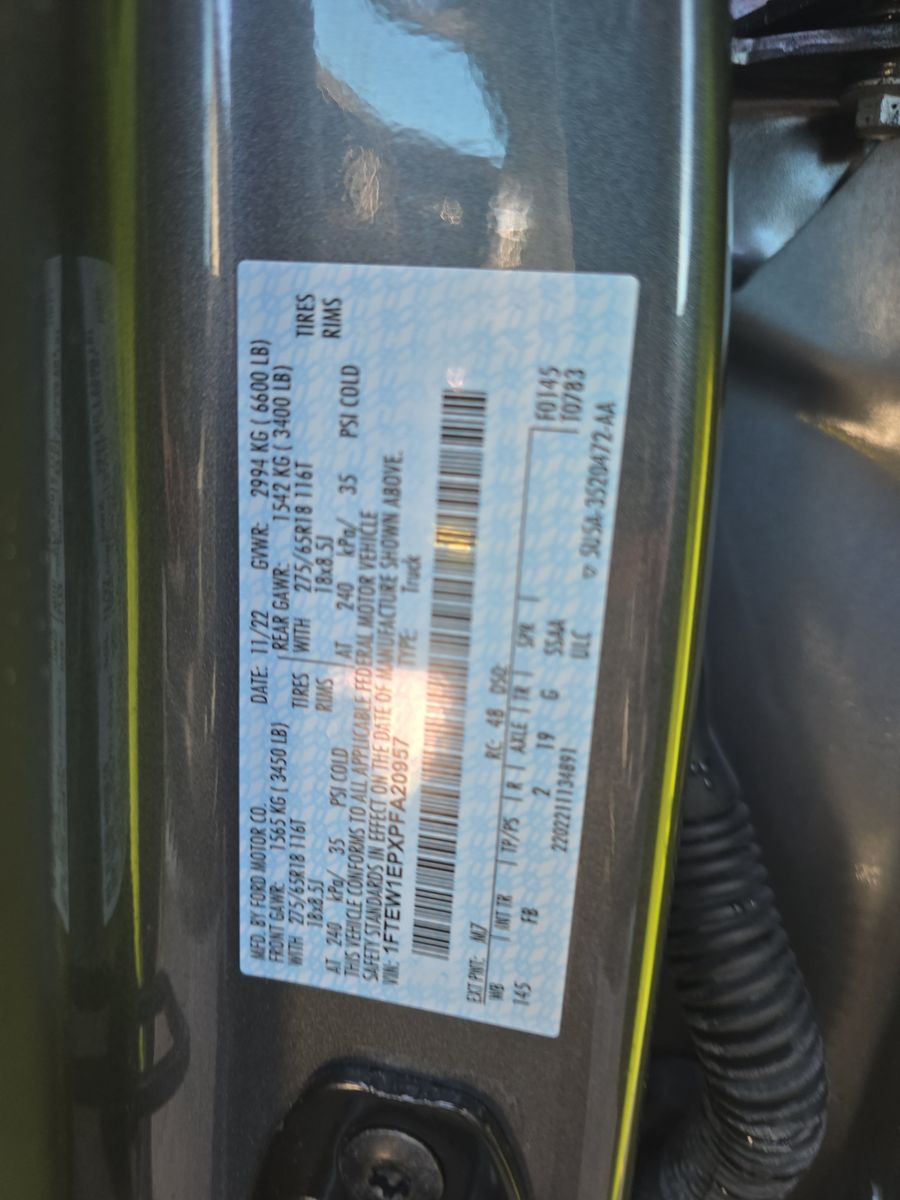 MFD. BY FORD MOTOR CO.
DATE: 11/22 GVWR: 2994 KG ( 6600 LB)
FRONT GAWR: 1565 KG ( 3450 LB) REAR GAWR: 1542 KG ( 3400 LB)
WITH 275/65R18 116T TIRES WITH 275/65R18 116T TIRES
18x8.5J RIMS 18x8.5J RIMS
AT 240 kPa/ 35 PSI COLD AT 240 kPa/ 35 PSI COLD
THIS VEHICLE CONFORMS TO ALL APPLICABLE FEDERAL MOTOR VEHICLE
SAFETY STANDARDS IN EFFECT ON THE DATE OF MANUFACTURE SHOWN ABOVE.
VIN: 1FTEW1EPXPFA20957 TYPE: Truck
EXT PNT: M7 RC: 48 DSO: F0145
WB INT TR TP/PS R AXLE TR SPR T0783
145 FB 2 19 G SSAA
2202211134891 ULC
5U5A-3520472-AA